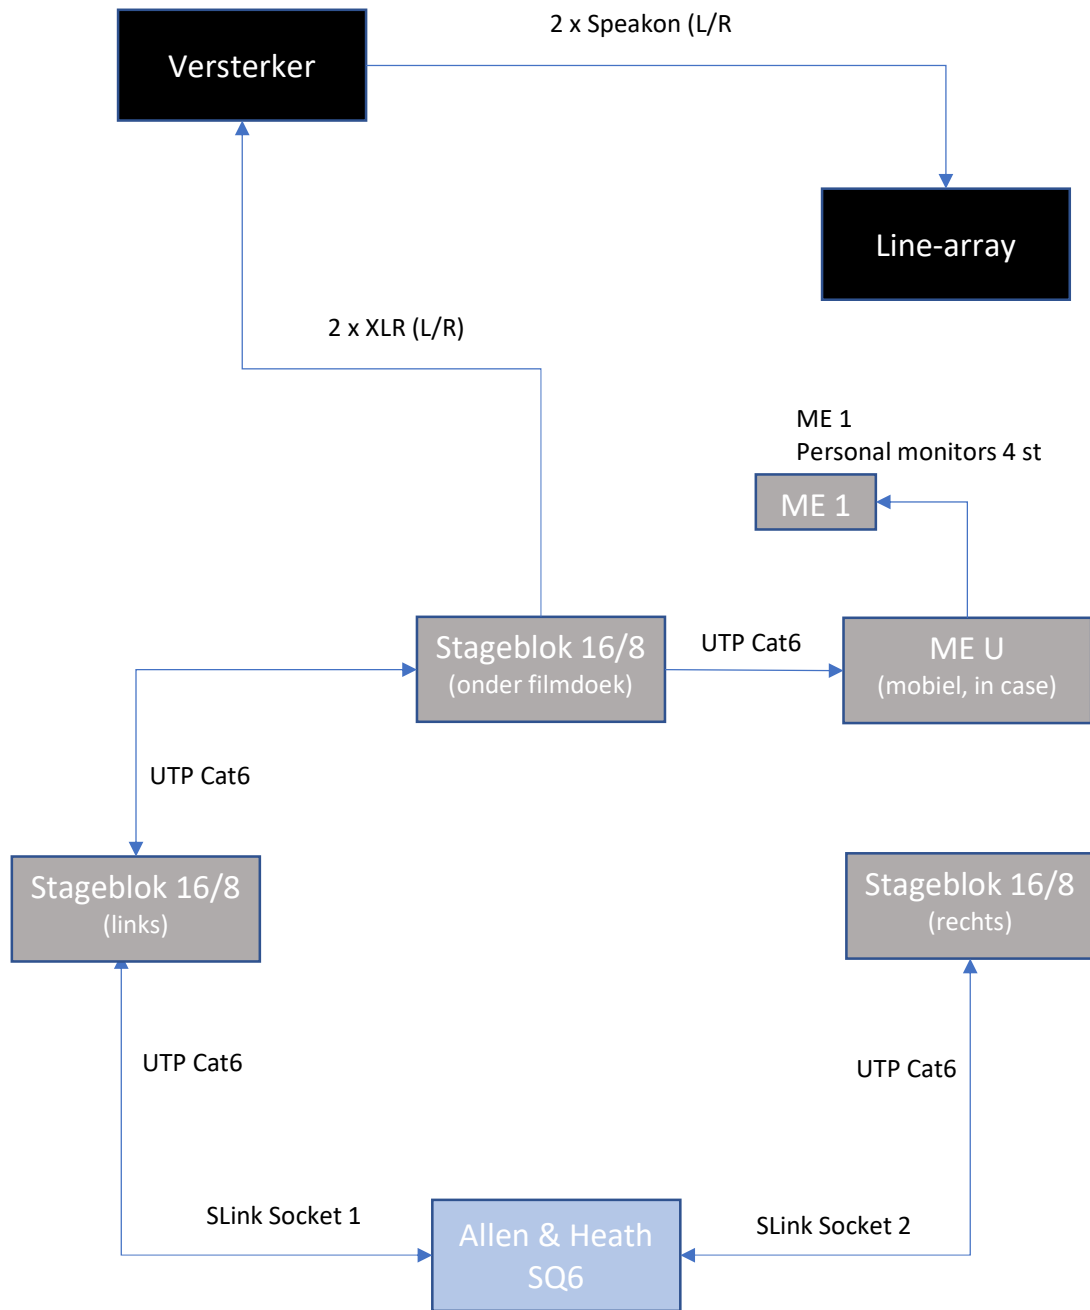 2 x Speakon (L/R
Versterker
Line-array
2 x XLR (L/R)
ME 1
Personal monitors 4 st
ME 1
Stageblok 16/8
(onder filmdoek)
UTP Cat6
ME U
(mobiel, in case)
UTP Cat6
Stageblok 16/8
(links)
Stageblok 16/8
(rechts)
UTP Cat6
UTP Cat6
SLink Socket 1
Allen & Heath
SQ6
SLink Socket 2